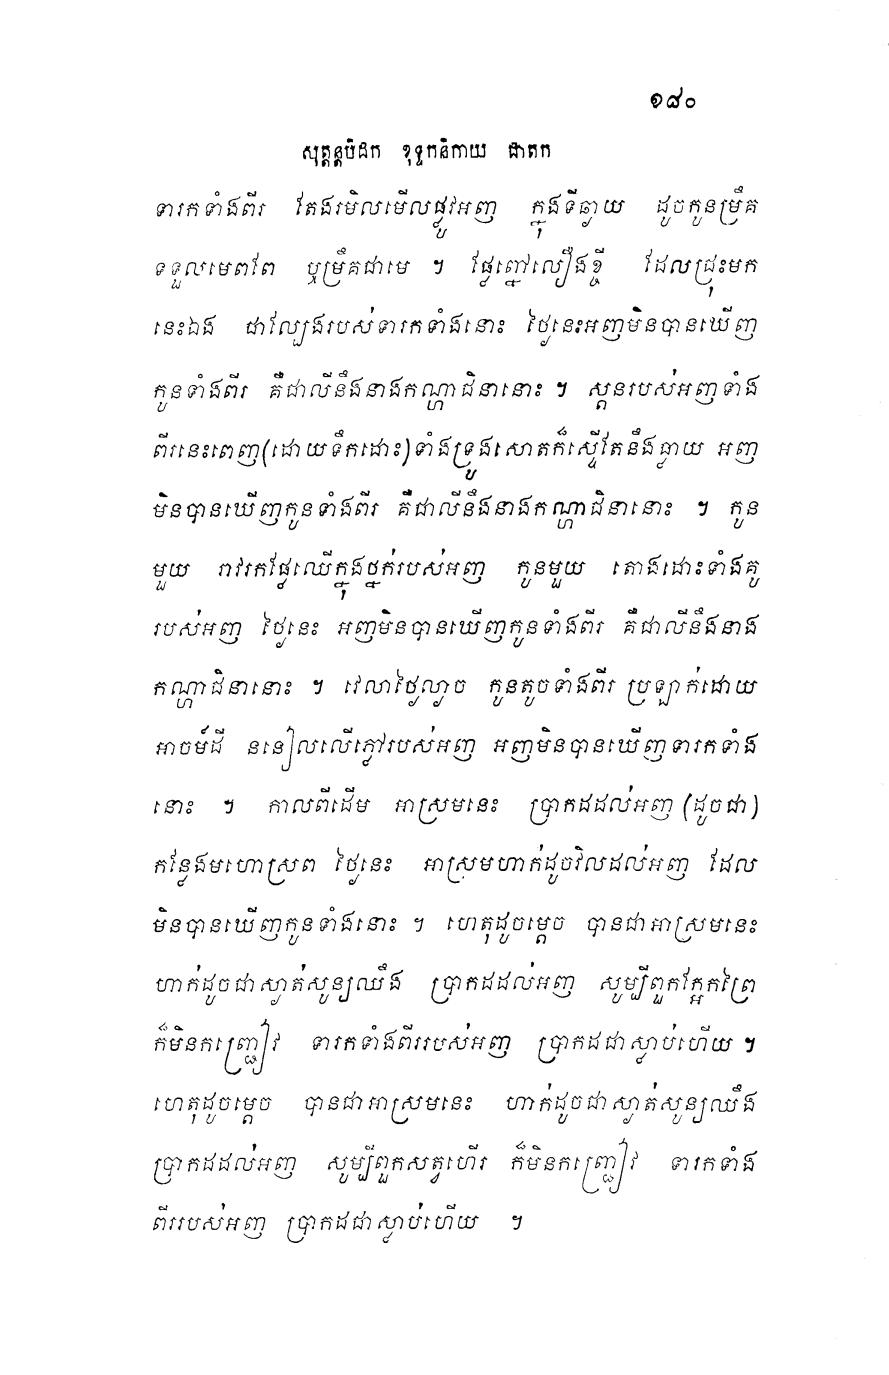 ១៨០
សុត្តន្តបិដក ខុទ្ទកនិកាយ ជាតក
ទារកទាំងពីរ តែងរមិលមើលផ្លូវអញ ក្នុងទីឆ្ងាយ ដូចកូនម្រឹគ
ទទួលមេពពែ ឬម្រឹគជាមេ ។ ផ្លែព្នៅលឿងខ្ចី ដែលជ្រុះមក
នេះឯង ជាល្បែងរបស់ទារកទាំងនោះ ថ្ងៃនេះអញមិនបានឃើញ
កូនទាំងពីរ គឺជាលីនឹងនាងកណ្ហាជិនានោះ ។ ស្តនរបស់អញទាំង
ពីរនេះពេញ(ដោយទឹកដោះ)ទាំងទ្រូងសោតក៏ស្ទើតែនឹងធ្លាយ អញ
មិនបានឃើញកូនទាំងពីរ គឺជាលីនឹងនាងកណ្ហាជិនានោះ ។ កូន
មួយ រាវរកផ្លែឈើក្នុងថ្នក់របស់អញ កូនមួយ តោងដោះទាំងគូ
របស់អញ ថ្ងៃនេះ អញមិនបានឃើញកូនទាំងពីរ គឺជាលីនឹងនាង
កណ្ហាជិនានោះ ។ វេលាថ្ងៃល្ងាច កូនតូចទាំងពីរ ប្រឡាក់ដោយ
អាចម៍ដី ននៀលលើភ្លៅរបស់អញ អញមិនបានឃើញទារកទាំង
នោះ ។ កាលពីដើម អាស្រមនេះ ប្រាកដដល់អញ (ដូចជា)
កន្លែងមហោស្រព ថ្ងៃនេះ អាស្រមហាក់ដូចវិលដល់អញ ដែល
មិនបានឃើញកូនទាំងនោះ ។ ហេតុដូចម្តេច បានជាអាស្រមនេះ
ហាក់ដូចជាស្ងាត់សូន្យឈឹង ប្រាកដដល់អញ សូម្បីពួកក្អែកព្រៃ
ក៏មិនកញ្ជ្រៀវ ទារកទាំងពីររបស់អញ ប្រាកដជាស្លាប់ហើយ ។
ហេតុដូចម្តេច បានជាអាស្រមនេះ ហាក់ដូចជាស្ងាត់សូន្យឈឹង
ប្រាកដដល់អញ សូម្បីពួកសត្វហើរ ក៏មិនកញ្ជ្រៀវ ទារកទាំង
ពីររបស់អញ ប្រាកដជាស្លាប់ហើយ ។